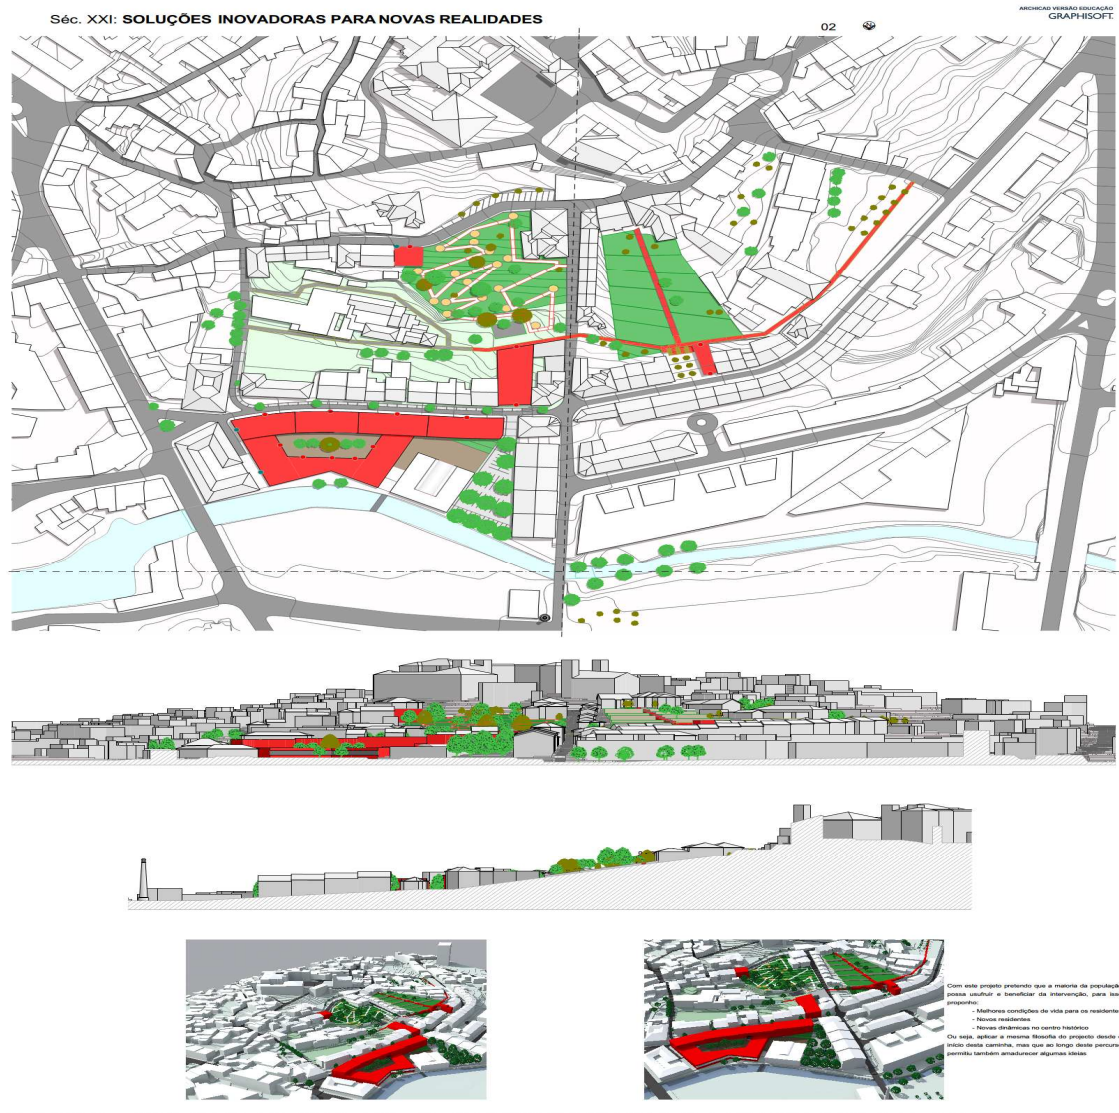 Séc. XXI: SOLUÇÕES INOVADORAS PARA NOVAS REALIDADES
02
ARCHICAD VERSÃO EDUCAÇÃO
GRAPHISOFT.
Com este projeto pretendo que a maioria da populaçã
possa usufruir e beneficiar da intervenção, para iss
proponho:
- Melhores condições de vida para os residente
- Novos residentes
- Novas dinâmicas no centro histórico
Ou seja, aplicar a mesma filosofia do projecto desde
início desta caminha, mas que ao longo deste percurs
permitiu também amadurecer algumas ideias